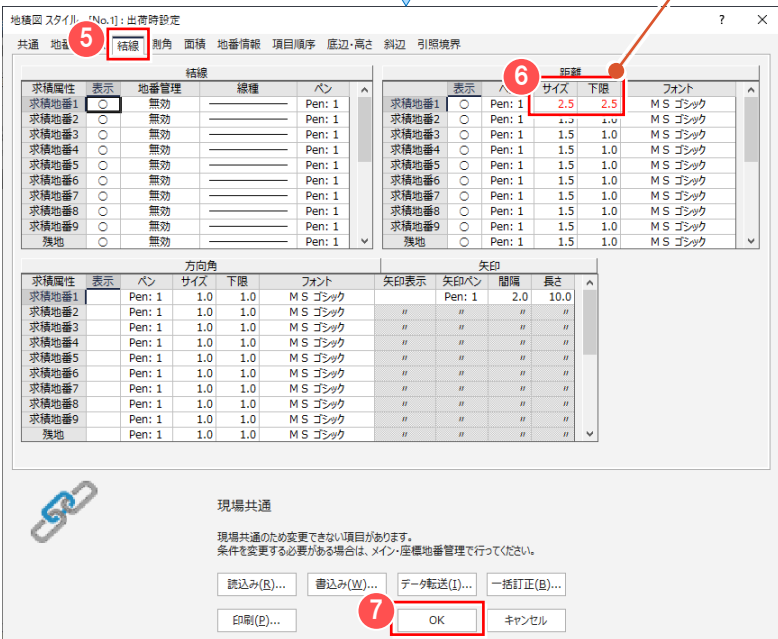 地積図 スタイル [No.1] : 出荷時設定 ? ×
共通 地番 5 結線 測角 面積 地番情報 項目順序 底辺・高さ 斜辺 引照境界
結線
求積属性 表示 地番管理 線種 ペン
求積地番1 ○ 無効 Pen: 1
求積地番2 ○ 無効 Pen: 1
求積地番3 ○ 無効 Pen: 1
求積地番4 ○ 無効 Pen: 1
求積地番5 ○ 無効 Pen: 1
求積地番6 ○ 無効 Pen: 1
求積地番7 ○ 無効 Pen: 1
求積地番8 ○ 無効 Pen: 1
求積地番9 ○ 無効 Pen: 1
残地 ○ 無効 Pen: 1
6 距離
表示 サイズ 下限 フォント
求積地番1 ○ Pen: 1 2.5 2.5 ＭＳ ゴシック
求積地番2 ○ Pen: 1 1.5 1.0 ＭＳ ゴシック
求積地番3 ○ Pen: 1 1.5 1.0 ＭＳ ゴシック
求積地番4 ○ Pen: 1 1.5 1.0 ＭＳ ゴシック
求積地番5 ○ Pen: 1 1.5 1.0 ＭＳ ゴシック
求積地番6 ○ Pen: 1 1.5 1.0 ＭＳ ゴシック
求積地番7 ○ Pen: 1 1.5 1.0 ＭＳ ゴシック
求積地番8 ○ Pen: 1 1.5 1.0 ＭＳ ゴシック
求積地番9 ○ Pen: 1 1.5 1.0 ＭＳ ゴシック
残地 ○ Pen: 1 1.5 1.0 ＭＳ ゴシック
方向角 矢印
求積属性 表示 ペン サイズ 下限 フォント 矢印表示 矢印ペン 間隔 長さ
求積地番1 Pen: 1 1.0 1.0 ＭＳ ゴシック Pen: 1 2.0 10.0
求積地番2 Pen: 1 1.0 1.0 ＭＳ ゴシック 〃 〃 〃 〃
求積地番3 Pen: 1 1.0 1.0 ＭＳ ゴシック 〃 〃 〃 〃
求積地番4 Pen: 1 1.0 1.0 ＭＳ ゴシック 〃 〃 〃 〃
求積地番5 Pen: 1 1.0 1.0 ＭＳ ゴシック 〃 〃 〃 〃
求積地番6 Pen: 1 1.0 1.0 ＭＳ ゴシック 〃 〃 〃 〃
求積地番7 Pen: 1 1.0 1.0 ＭＳ ゴシック 〃 〃 〃 〃
求積地番8 Pen: 1 1.0 1.0 ＭＳ ゴシック 〃 〃 〃 〃
求積地番9 Pen: 1 1.0 1.0 ＭＳ ゴシック 〃 〃 〃 〃
残地 Pen: 1 1.0 1.0 ＭＳ ゴシック 〃 〃 〃 〃
現場共通
現場共通のため変更できない項目があります。
条件を変更する必要がある場合は、メイン・座標地番管理で行ってください。
読込み(R)... 書込み(W)... データ転送(I)... 一括訂正(B)...
印刷(P)... 7 OK キャンセル